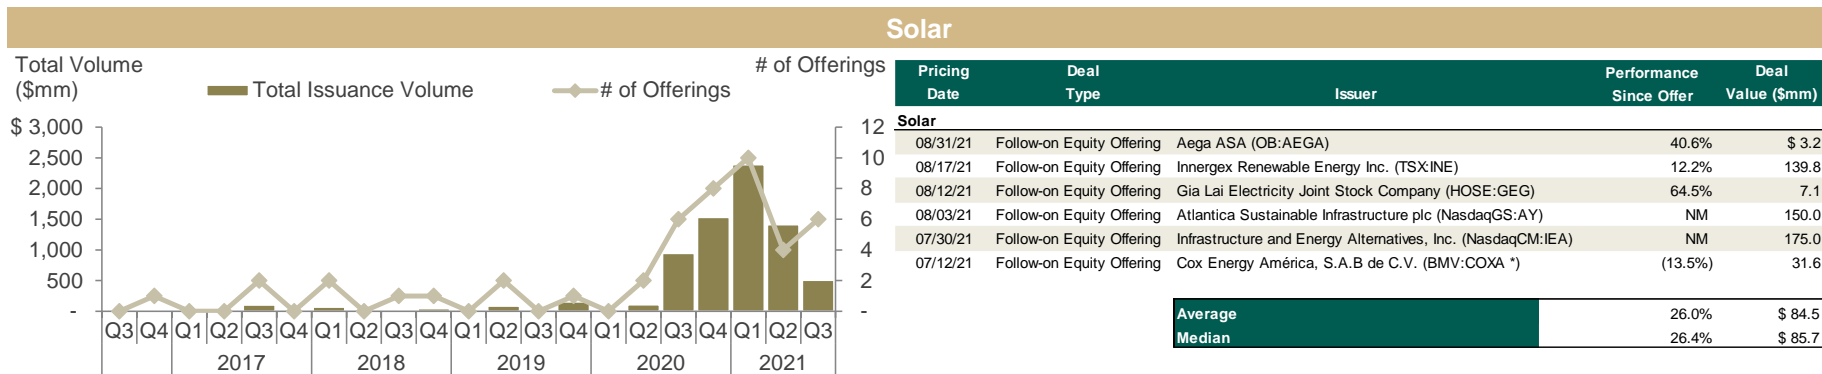 Solar
Total Volume
($mm)
Total Issuance Volume
# of Offerings
# of Offerings
$ 3,000
2,500
2,000
1,500
1,000
500
-
12
10
8
6
4
2
-
Q3 Q4 Q1 Q2 Q3 Q4 Q1 Q2 Q3 Q4 Q1 Q2 Q3 Q4 Q1 Q2 Q3 Q4 Q1 Q2 Q3
2017 2018 2019 2020 2021
Pricing Deal Performance Deal
Date Type Issuer Since Offer Value ($mm)
Solar
08/31/21 Follow-on Equity Offering Aega ASA (OB:AEGA) 40.6% $ 3.2
08/17/21 Follow-on Equity Offering Innergex Renewable Energy Inc. (TSX:INE) 12.2% 139.8
08/12/21 Follow-on Equity Offering Gia Lai Electricity Joint Stock Company (HOSE:GEG) 64.5% 7.1
08/03/21 Follow-on Equity Offering Atlantica Sustainable Infrastructure plc (NasdaqGS:AY) NM 150.0
07/30/21 Follow-on Equity Offering Infrastructure and Energy Alternatives, Inc. (NasdaqCM:IEA) NM 175.0
07/12/21 Follow-on Equity Offering Cox Energy América, S.A.B de C.V. (BMV:COXA *) (13.5%) 31.6
Average 26.0% $ 84.5
Median 26.4% $ 85.7